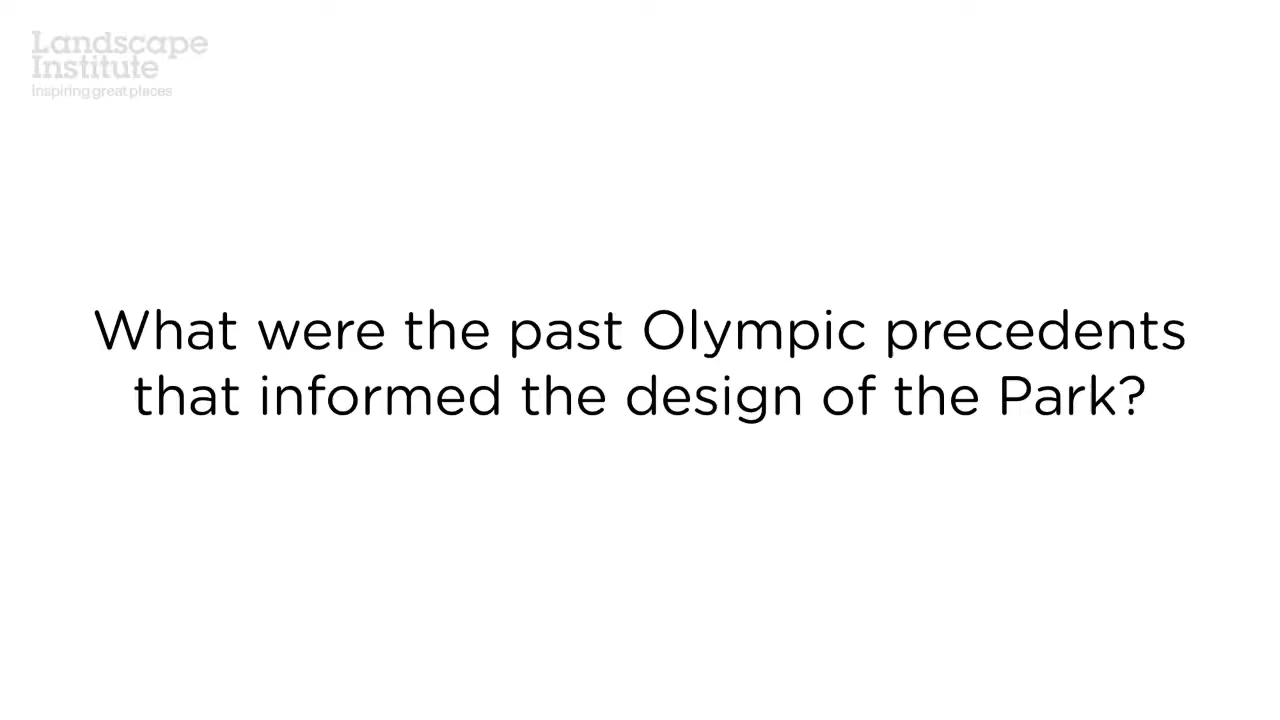 Landscape
Institute
Inspiring great places
What were the past Olympic precedents
that informed the design of the Park?